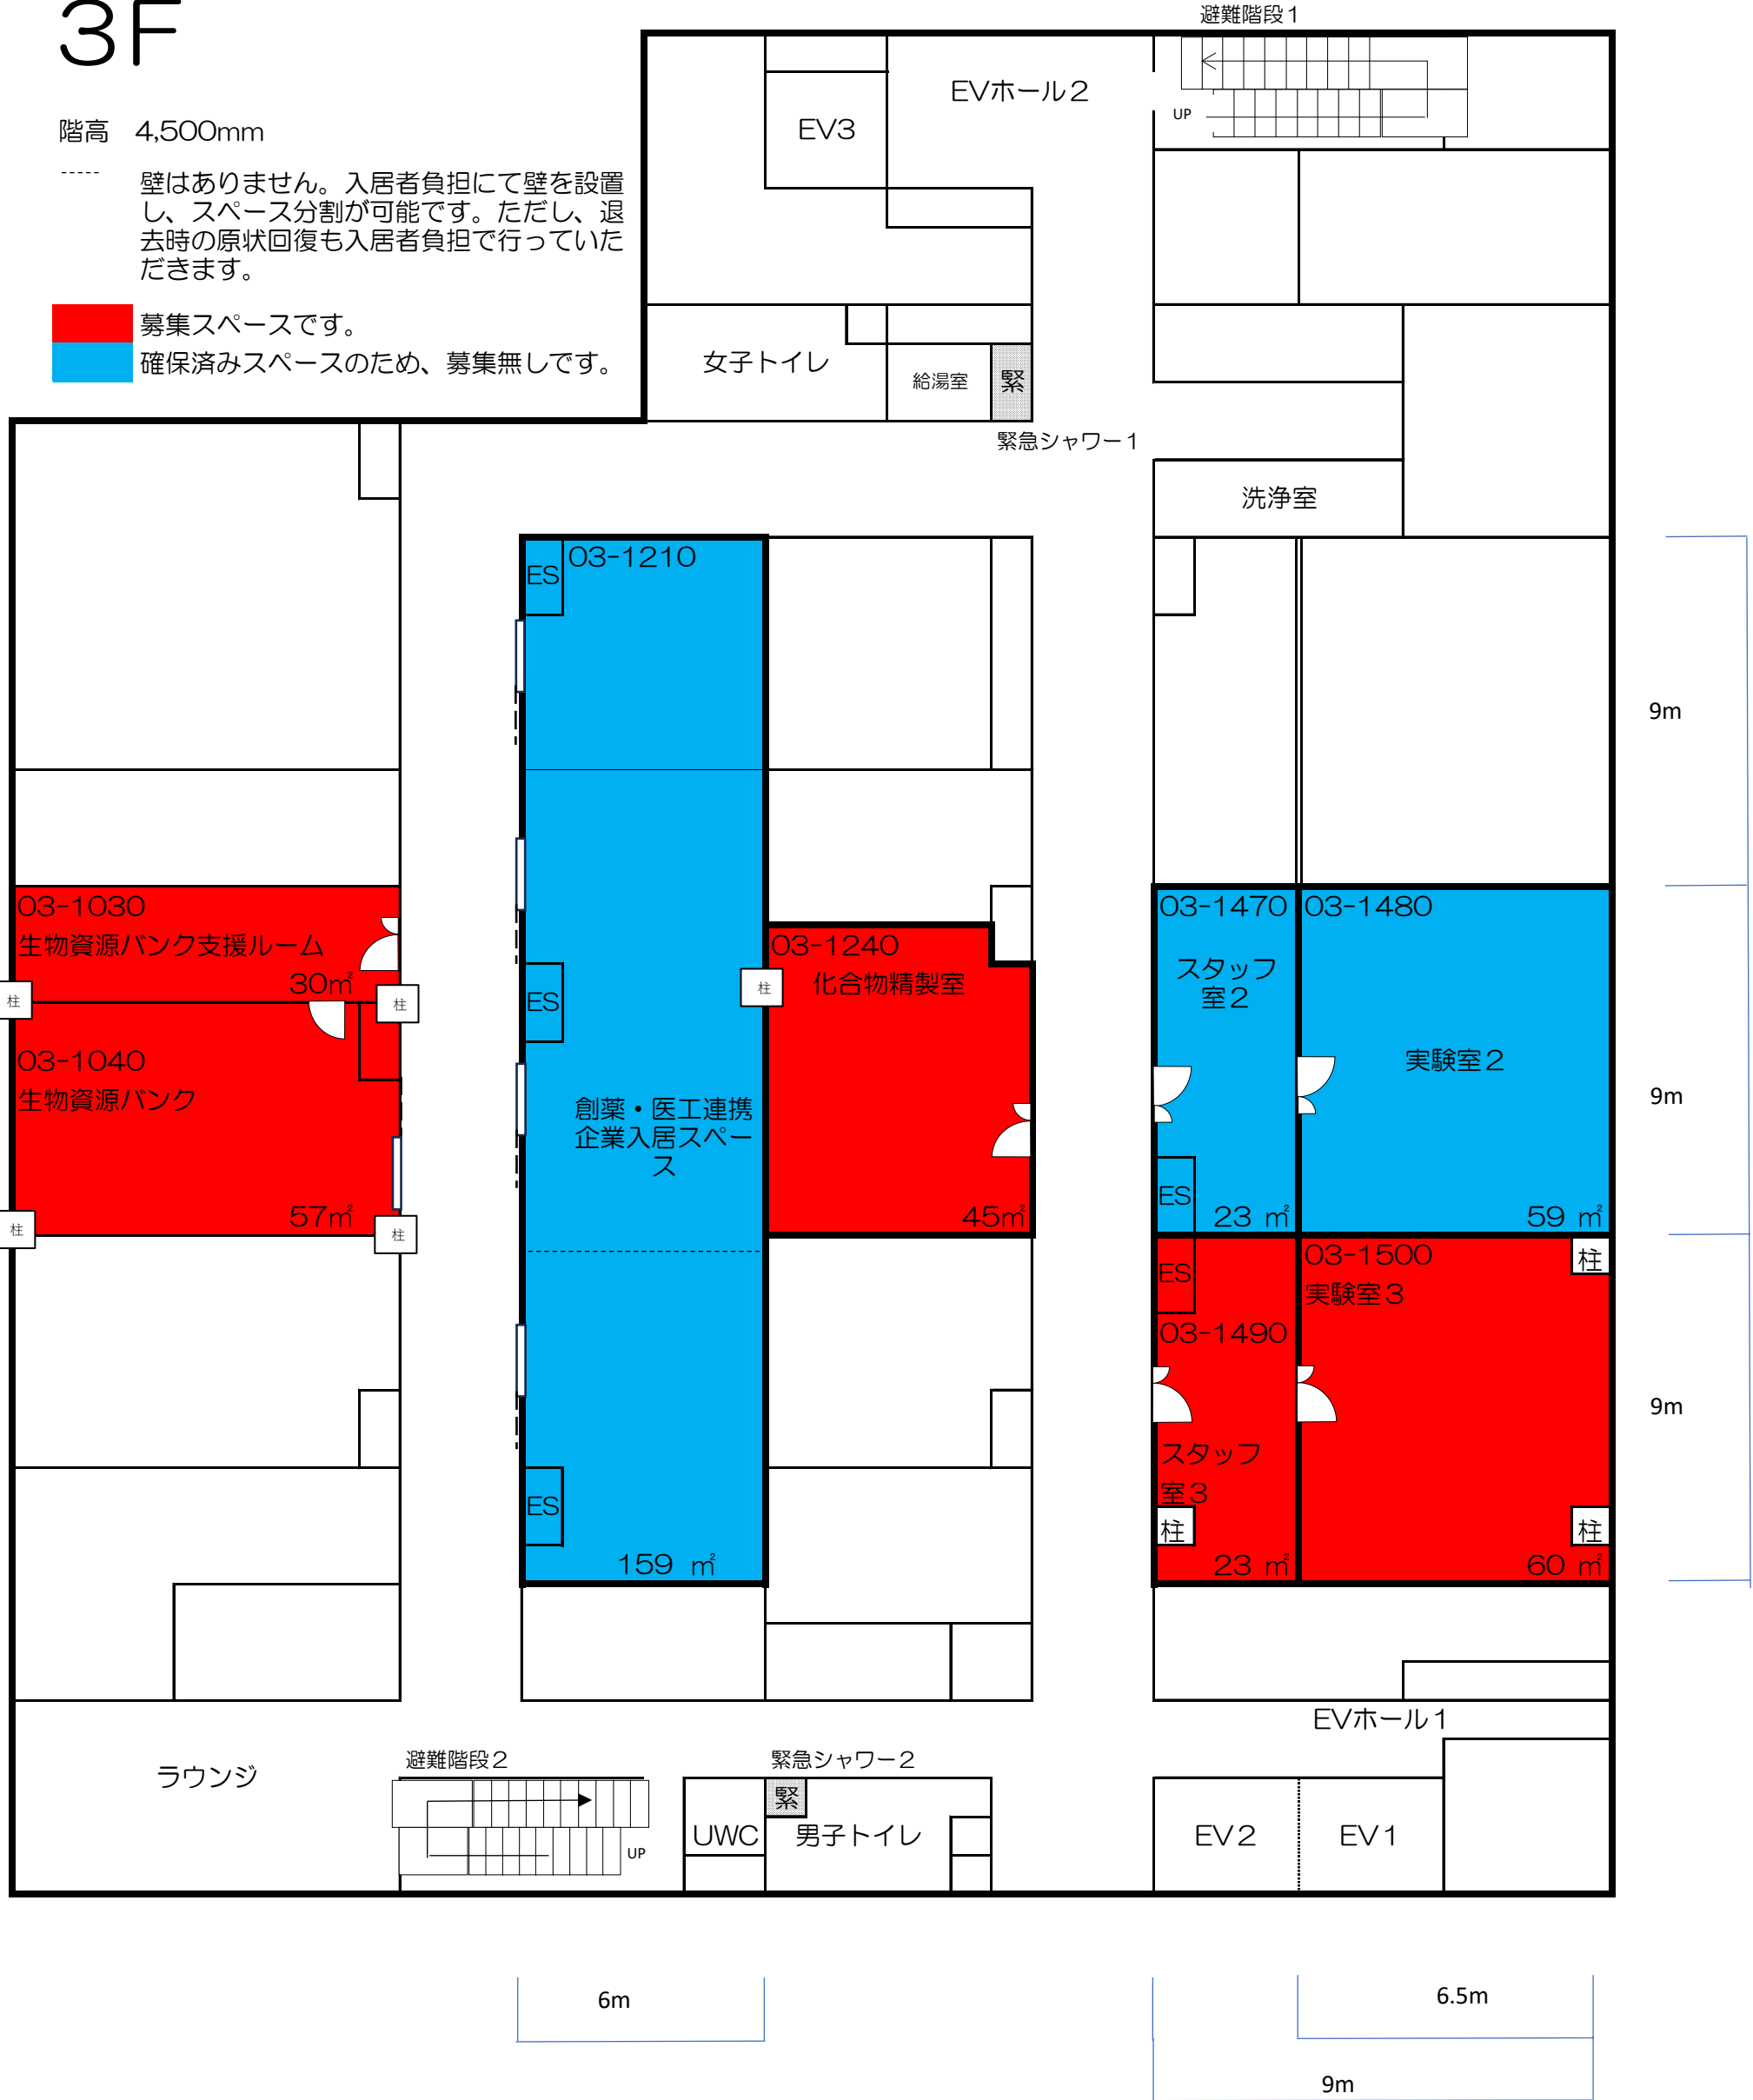 3F
階高　4,500mm
壁はありません。入居者負担にて壁を設置
し、スペース分割が可能です。ただし、退
去時の原状回復も入居者負担で行っていた
だきます。
募集スペースです。
確保済みスペースのため、募集無しです。
避難階段1
EVホール2
EV3
UP
女子トイレ
給湯室
緊
緊急シャワー1
洗浄室
ES
03-1210
9m
03-1030
生物資源バンク支援ルーム
30㎡
柱
柱
03-1040
生物資源バンク
57㎡
柱
柱
ES
創薬・医工連携
企業入居スペー
ス
ES
159 ㎡
03-1240
化合物精製室
柱
45㎡
03-1470
スタッフ
室2
ES
23 ㎡
03-1480
実験室2
59 ㎡
9m
ES
03-1490
スタッフ
室3
柱
23 ㎡
03-1500
実験室3
柱
柱
60 ㎡
9m
EVホール1
ラウンジ
避難階段2
UP
緊急シャワー2
緊
UWC
男子トイレ
EV2
EV1
6m
6.5m
9m